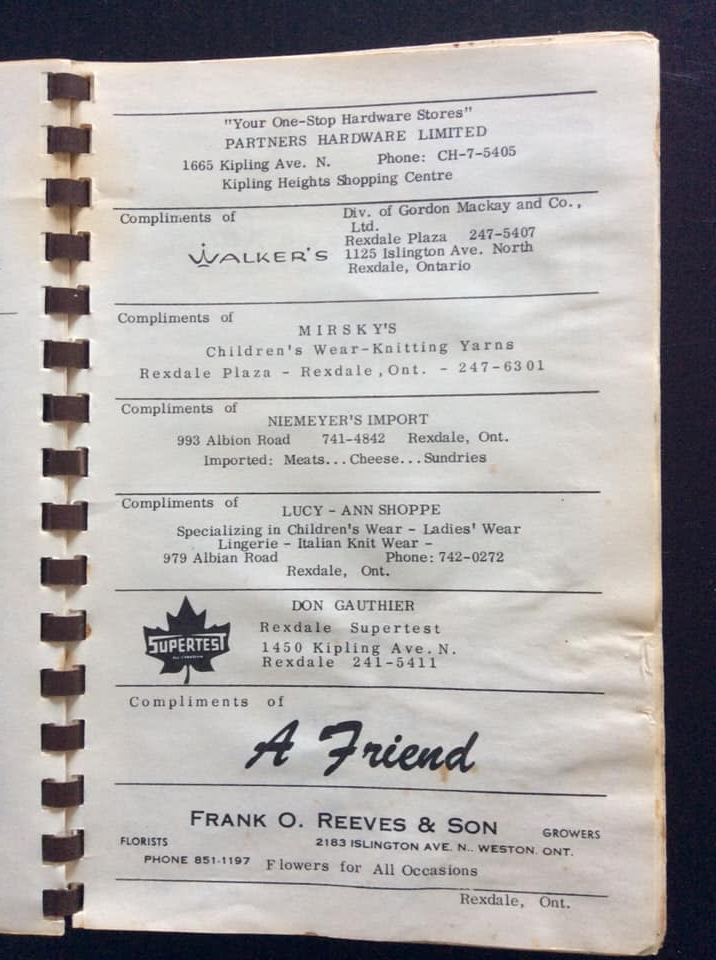 "Your One-Stop Hardware Stores"
PARTNERS HARDWARE LIMITED
1665 Kipling Ave. N. Phone: CH-7-5405
Kipling Heights Shopping Centre
Compliments of
WALKER'S
Div. of Gordon Mackay and Co.,
Ltd.
Rexdale Plaza 247-5407
1125 Islington Ave. North
Rexdale, Ontario
Compliments of
MIRSKY'S
Children's Wear-Knitting Yarns
Rexdale Plaza - Rexdale, Ont. - 247-6301
Compliments of
NIEMEYER'S IMPORT
993 Albion Road 741-4842 Rexdale, Ont.
Imported: Meats...Cheese...Sundries
Compliments of
LUCY - ANN SHOPPE
Specializing in Children's Wear - Ladies' Wear
Lingerie - Italian Knit Wear -
979 Albian Road Phone: 742-0272
Rexdale, Ont.
SUPERTEST
DON GAUTHIER
Rexdale Supertest
1450 Kipling Ave. N.
Rexdale 241-5411
Compliments of
A Friend
FRANK O. REEVES & SON
FLORISTS GROWERS
2183 ISLINGTON AVE. N.. WESTON. ONT.
PHONE 851-1197 Flowers for All Occasions
Rexdale, Ont.